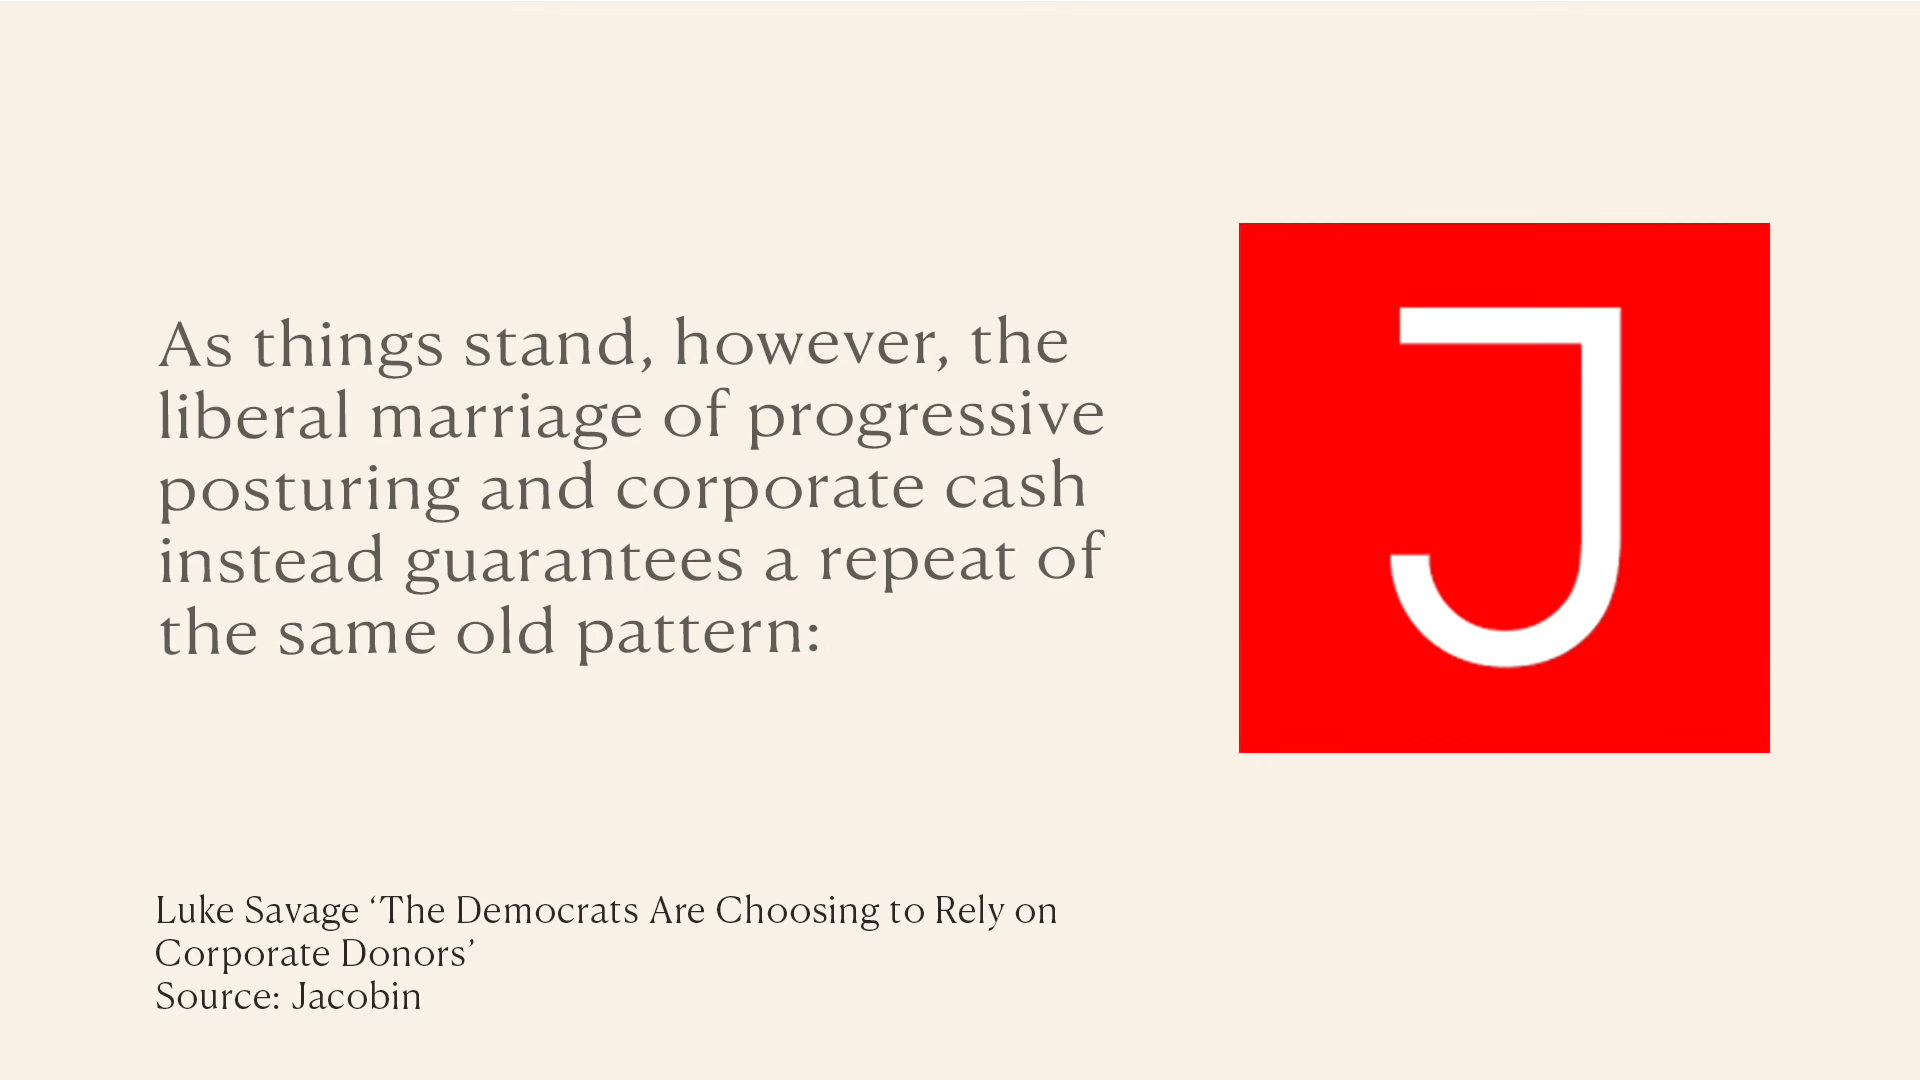 As things stand, however, the
liberal marriage of progressive
posturing and corporate cash
instead guarantees a repeat of
the same old pattern:
J
Luke Savage ‘The Democrats Are Choosing to Rely on
Corporate Donors’
Source: Jacobin